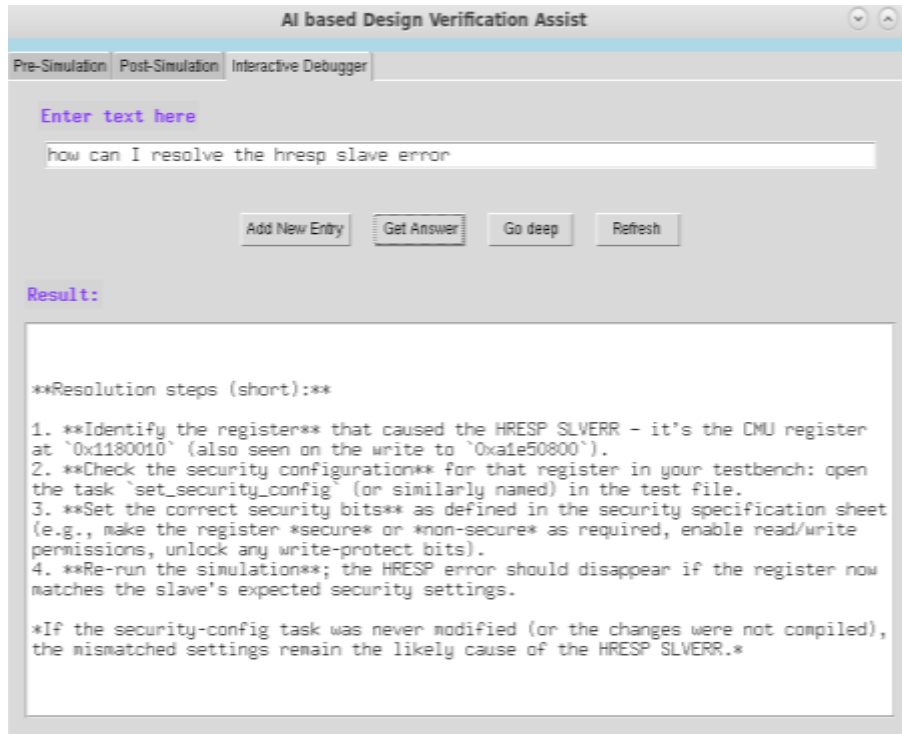 AI based Design Verification Assist
Pre-Simulation Post-Simulation Interactive Debugger
Enter text here
how can I resolve the hresp slave error
Add New Entry Get Answer Go deep Refresh
Result:
**Resolution steps (short):**
1. **Identify the register** that caused the HRESP SLVERR – it's the CMU register
at `0x1180010` (also seen on the write to `0xa1e50800`).
2. **Check the security configuration** for that register in your testbench: open
the task `set_security_config` (or similarly named) in the test file.
3. **Set the correct security bits** as defined in the security specification sheet
(e.g., make the register *secure* or *non-secure* as required, enable read/write
permissions, unlock any write-protect bits).
4. **Re-run the simulation**; the HRESP error should disappear if the register now
matches the slave's expected security settings.
*If the security-config task was never modified (or the changes were not compiled),
the mismatched settings remain the likely cause of the HRESP SLVERR.*